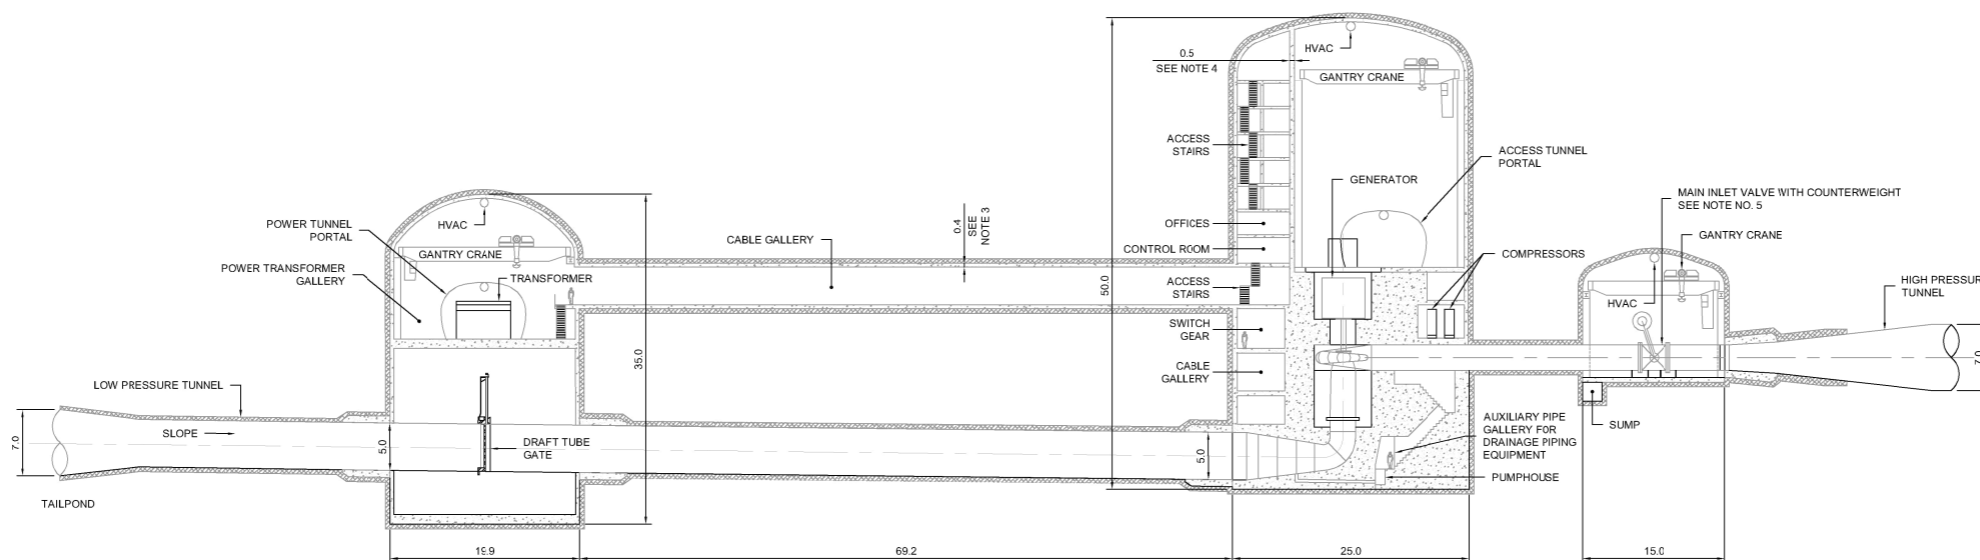 HVAC
0.5
SEE NOTE 4
GANTRY CRANE
ACCESS
STAIRS
ACCESS TUNNEL
PORTAL
GENERATOR
MAIN INLET VALVE WITH COUNTERWEIGHT
SEE NOTE NO. 5
POWER TUNNEL
PORTAL
HVAC
OFFICES
0.4
SEE
NOTE 3
CABLE GALLERY
CONTROL ROOM
GANTRY CRANE
GANTRY CRANE
COMPRESSORS
POWER TRANSFORMER
GALLERY
TRANSFORMER
50.0
ACCESS
STAIRS
HIGH PRESSURE
TUNNEL
HVAC
SWITCH
GEAR
35.0
7.0
CABLE
GALLERY
LOW PRESSURE TUNNEL
AUXILIARY PIPE
GALLERY FOR
DRAINAGE PIPING
EQUIPMENT
SUMP
7.0
SLOPE
5.0
DRAFT TUBE
GATE
5.0
PUMPHOUSE
TAILPOND
19.9
69.2
25.0
15.0